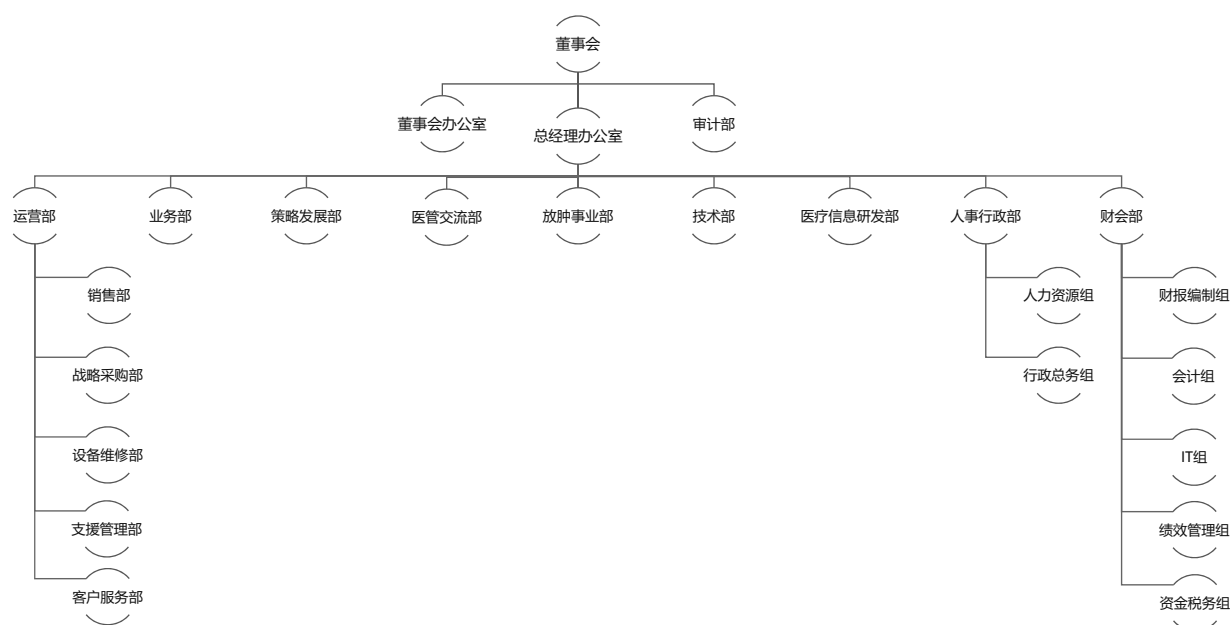 董事会
董事会办公室
总经理办公室
审计部
运营部
业务部
策略发展部
医管交流部
放肿事业部
技术部
医疗信息研发部
人事行政部
财会部
销售部
战略采购部
设备维修部
支援管理部
客户服务部
人力资源组
行政总务组
财报编制组
会计组
IT组
绩效管理组
资金税务组